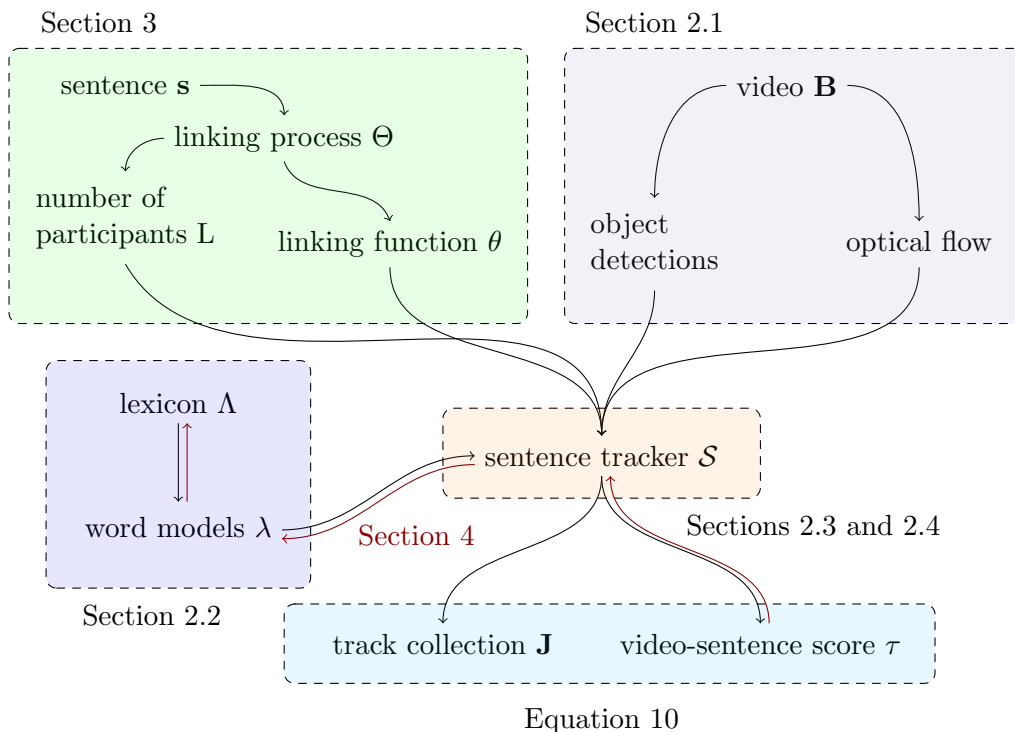 Section 3
sentence s
linking process Θ
number of
participants L
linking function θ
Section 2.1
video B
object
detections
optical flow
lexicon Λ
word models λ
Section 2.2
Section 4
sentence tracker 𝒮
Sections 2.3 and 2.4
track collection J
video-sentence score τ
Equation 10